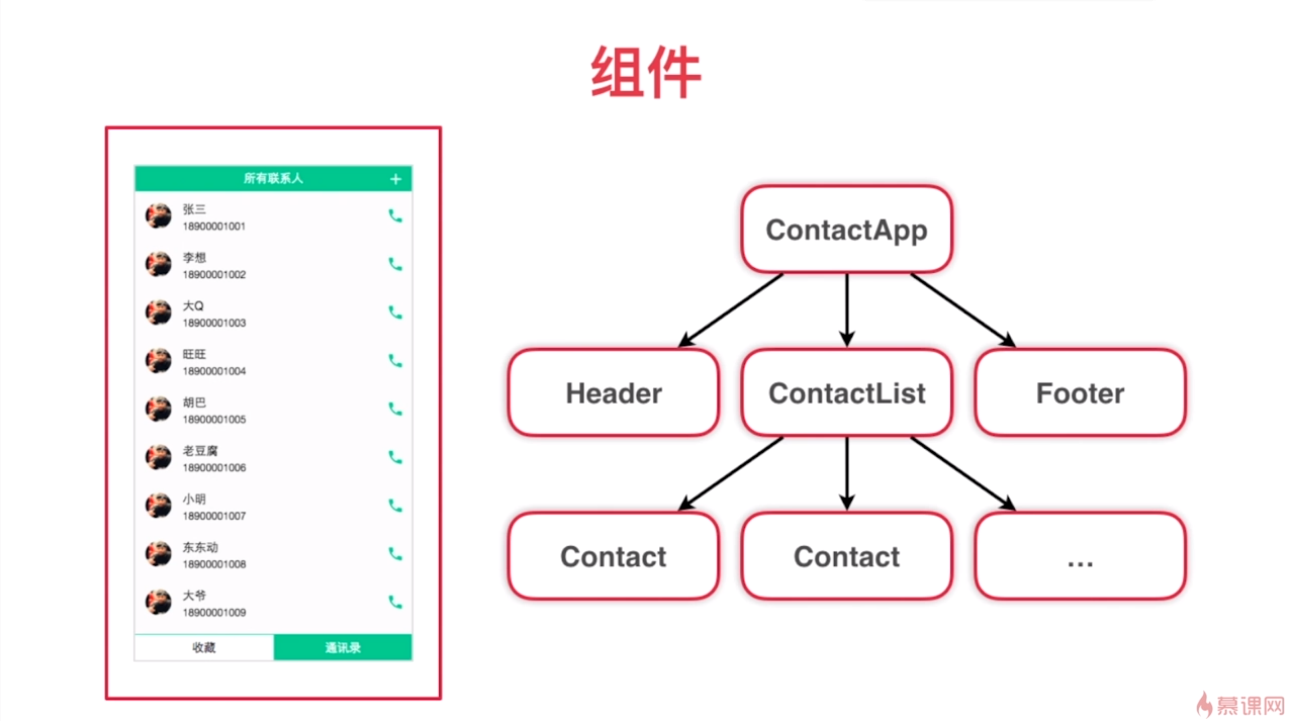 组件
所有联系人 +
张三
18900001001
李想
18900001002
大Q
18900001003
旺旺
18900001004
胡巴
18900001005
老豆腐
18900001006
小明
18900001007
东东动
18900001008
大爷
18900001009
收藏 通讯录
ContactApp
Header ContactList Footer
Contact Contact ...
慕课网